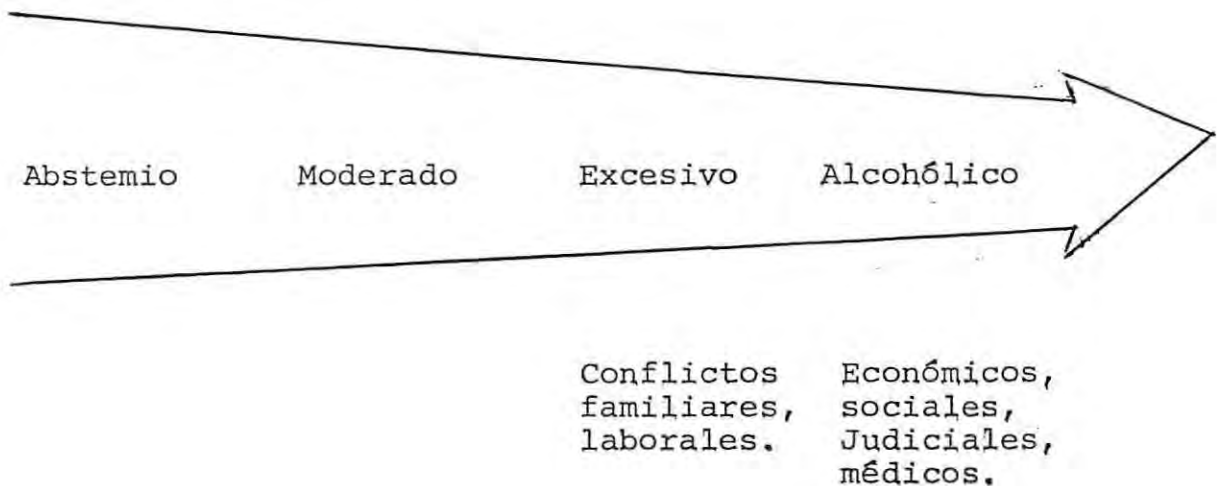 Abstemio Moderado Excesivo Alcohólico
Conflictos familiares, laborales.
Económicos, sociales, Judiciales, médicos.